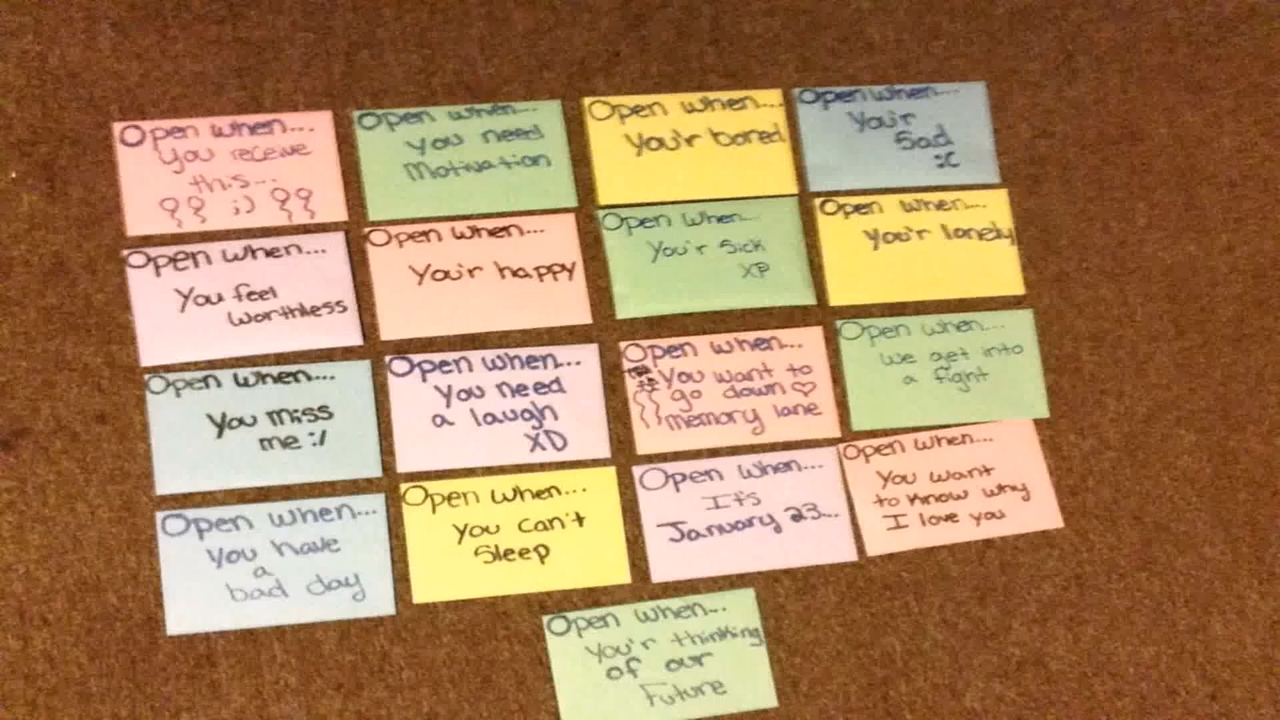 Open when...
You receive
this...
;)
Open when...
You need
Motivation
Open when...
You'r bored
Open when...
You'r
Sad
:C
Open when...
You feel
Worthless
Open when...
You'r happy
Open when...
You'r Sick
XP
Open when...
You'r lonely
Open when...
You miss
me :/
Open when...
You need
a laugh
XD
Open when...
You want to
go down ♡
memory lane
Open when...
We get into
a fight
Open when...
You have
a
bad day
Open when...
You can't
Sleep
Open when...
It's
January 23...
Open when...
You want
to know why
I love you
Open when...
You'r thinking
of our
Future